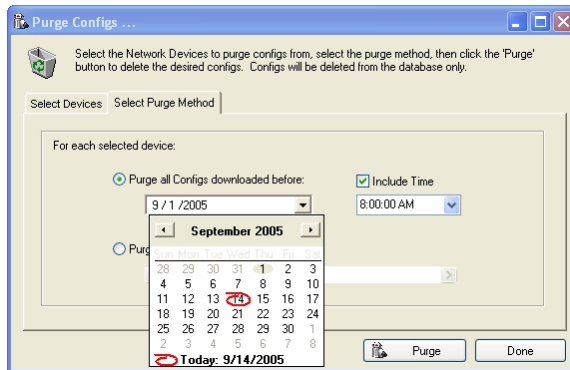 Purge Configs ...
Select the Network Devices to purge configs from, select the purge method, then click the 'Purge'
button to delete the desired configs. Configs will be deleted from the database only.
Select Devices Select Purge Method
For each selected device:
Purge all Configs downloaded before: Include Time
9 / 1 /2005 8:00:00 AM
September 2005
Purg
Sun Mon Tue Wed Thu Fri Sat
28 29 30 31 1 2 3
4 5 6 7 8 9 10
11 12 13 14 15 16 17
18 19 20 21 22 23 24
25 26 27 28 29 30 1
2 3 4 5 6 7 8
Today: 9/14/2005
Purge Done